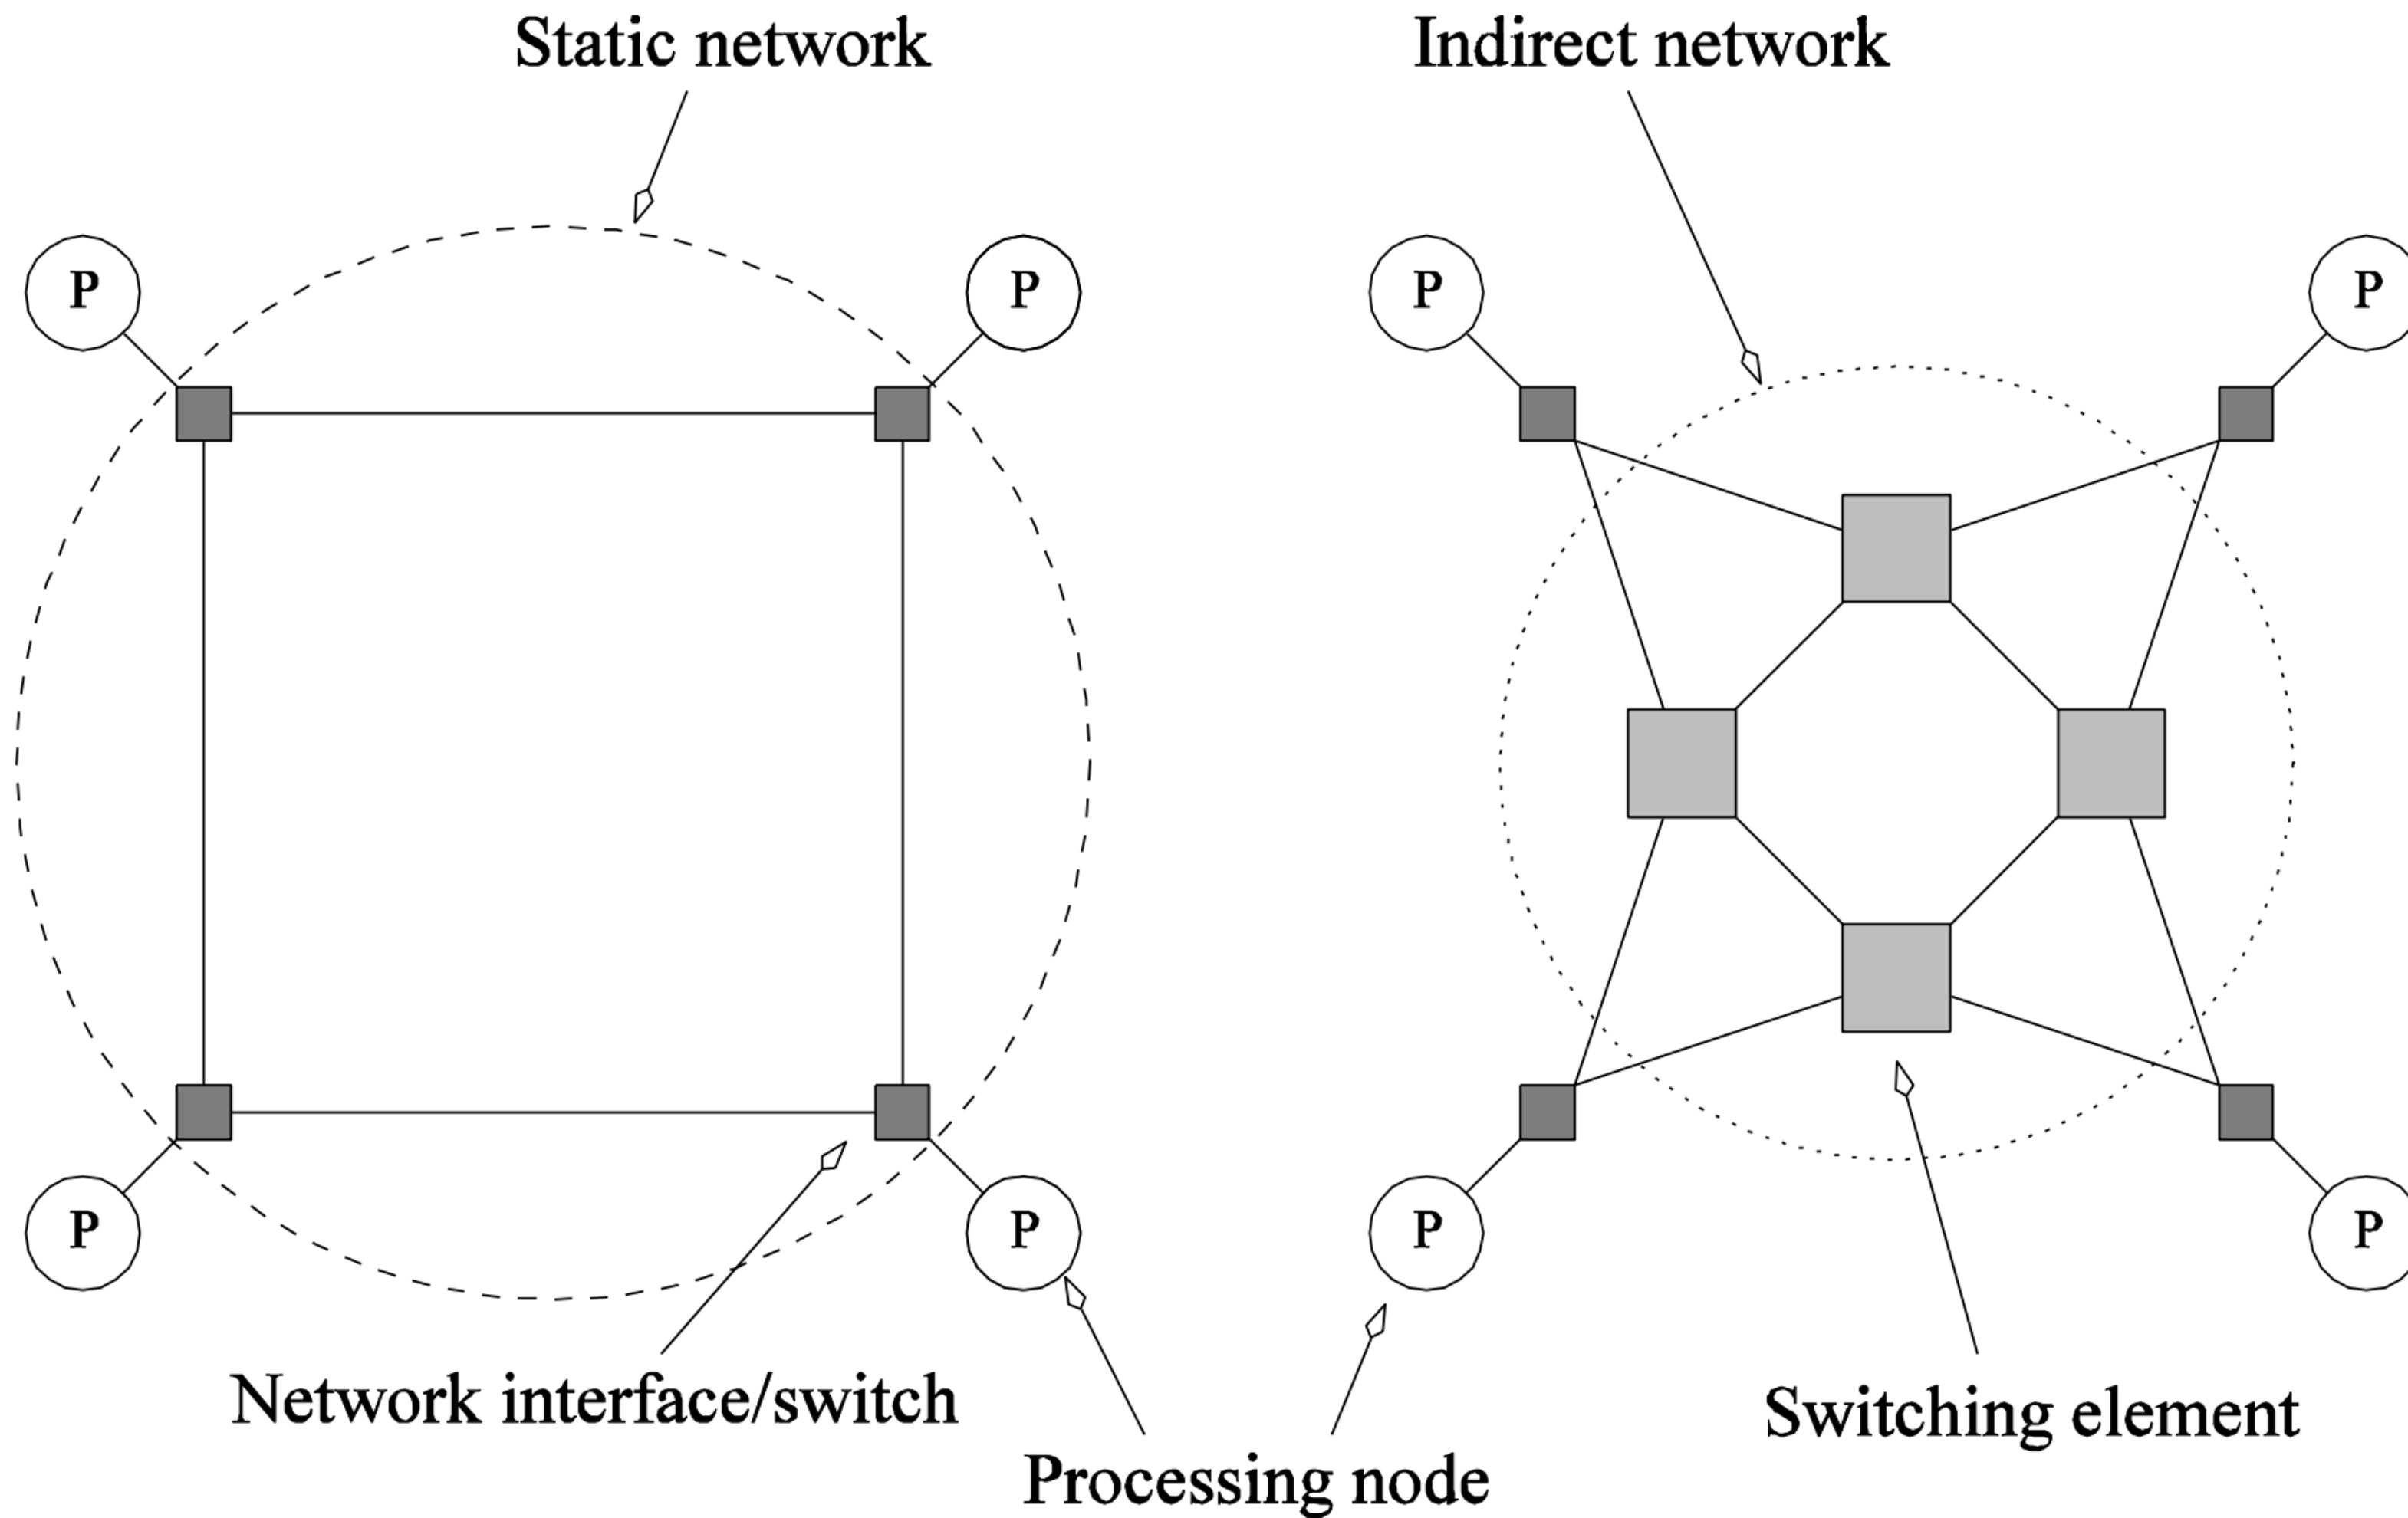 Static network
Indirect network
P
P
P
P
P
P
P
P
Network interface/switch
Switching element
Processing node